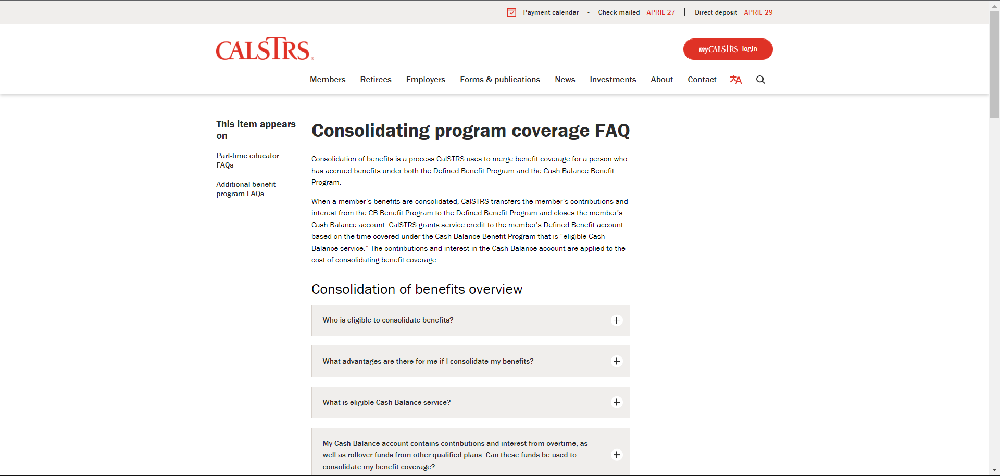 Payment calendar - Check mailed APRIL 27 | Direct deposit APRIL 29
CALSTRS®
myCALSTRS login
Members Retirees Employers Forms & publications News Investments About Contact
This item appears
on
Part-time educator
FAQs
Additional benefit
program FAQs
Consolidating program coverage FAQ
Consolidation of benefits is a process CalSTRS uses to merge benefit coverage for a person who
has accrued benefits under both the Defined Benefit Program and the Cash Balance Benefit
Program.
When a member’s benefits are consolidated, CalSTRS transfers the member’s contributions and
interest from the CB Benefit Program to the Defined Benefit Program and closes the member’s
Cash Balance account. CalSTRS grants service credit to the member’s Defined Benefit account
based on the time covered under the Cash Balance Benefit Program that is “eligible Cash
Balance service.” The contributions and interest in the Cash Balance account are applied to the
cost of consolidating benefit coverage.
Consolidation of benefits overview
Who is eligible to consolidate benefits?
What advantages are there for me if I consolidate my benefits?
What is eligible Cash Balance service?
My Cash Balance account contains contributions and interest from overtime, as
well as rollover funds from other qualified plans. Can these funds be used to
consolidate my benefit coverage?